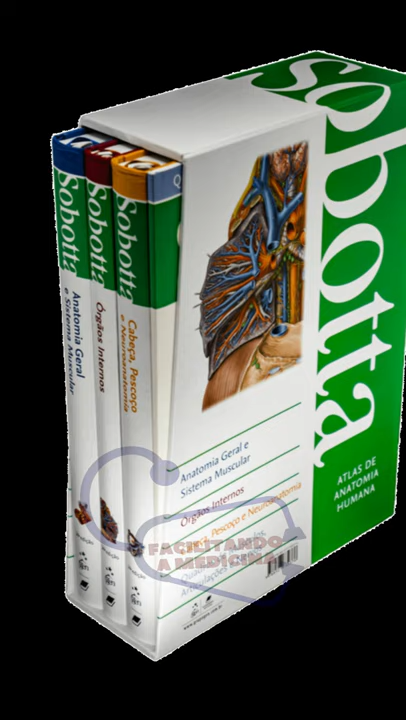 sobotta
ATLAS DE
ANATOMIA
HUMANA
Sobotta
Anatomia Geral
e Sistema Muscular
Sobotta
Órgãos Internos
Sobotta
Cabeça, Pescoço
e Neuroanatomia
Anatomia Geral e
Sistema Muscular
Órgãos Internos
Pescoço e Neuroanatomia
FACILITANDO
A MEDICINA